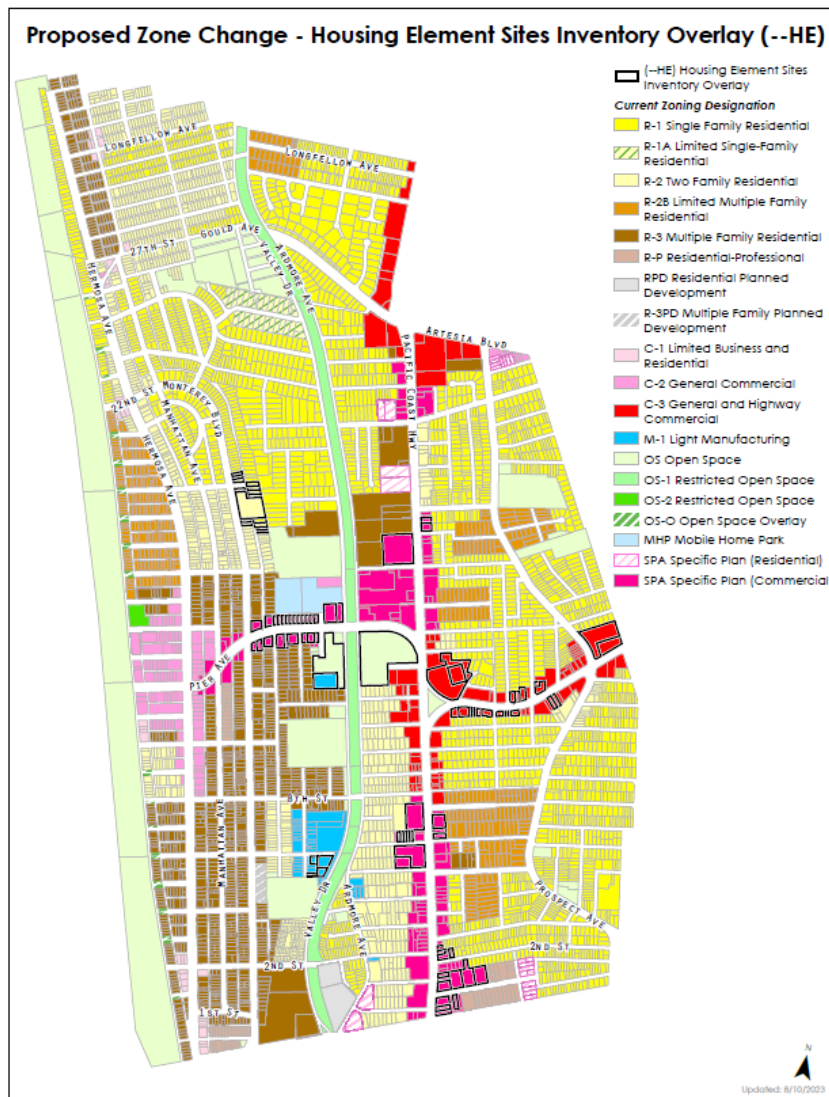 Proposed Zone Change - Housing Element Sites Inventory Overlay (--HE)
(--HE) Housing Element Sites
Inventory Overlay
Current Zoning Designation
R-1 Single Family Residential
R-1A Limited Single-Family
Residential
R-2 Two Family Residential
R-2B Limited Multiple Family
Residential
R-3 Multiple Family Residential
R-P Residential-Professional
RPD Residential Planned
Development
R-3PD Multiple Family Planned
Development
C-1 Limited Business and
Residential
C-2 General Commercial
C-3 General and Highway
Commercial
M-1 Light Manufacturing
OS Open Space
OS-1 Restricted Open Space
OS-2 Restricted Open Space
OS-O Open Space Overlay
MHP Mobile Home Park
SPA Specific Plan (Residential)
SPA Specific Plan (Commercial
LONGFELLOW AVE
LONGFELLOW AVE
27TH ST
GOULD AVE
VALLEY DR
ARDMORE AVE
HERMOSA AVE
ARTESIA BLVD
PACIFIC COAST HWY
22ND ST
MONTEREY BLVD
MANHATTAN AVE
HERMOSA AVE
PIER AVE
8TH ST
MANHATTAN AVE
VALLEY DR
ARDMORE AVE
PROSPECT AVE
2ND ST
2ND ST
1ST ST
N
Updated: 8/10/2023